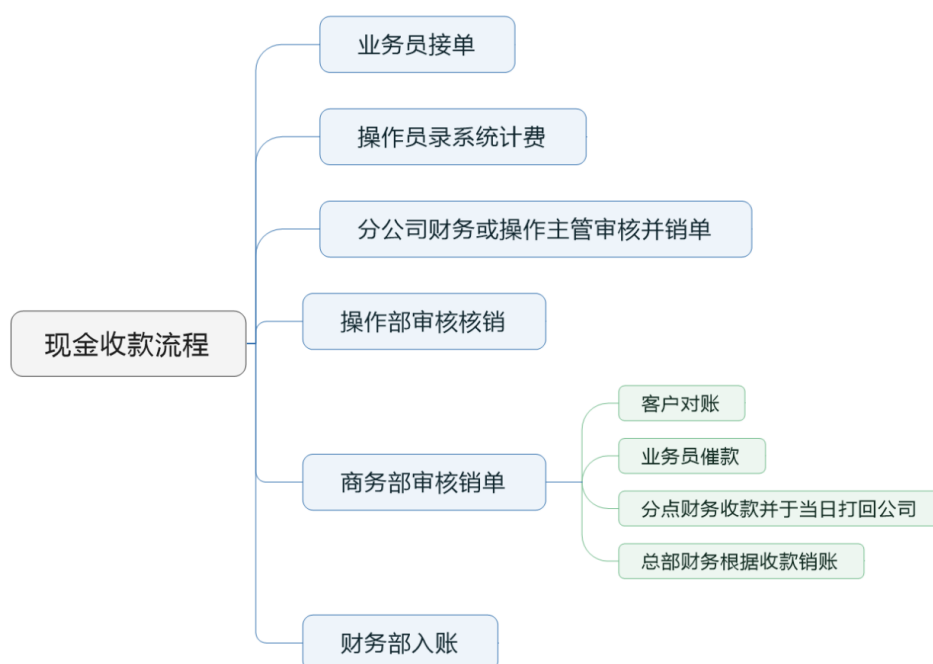 业务员接单
操作员录系统计费
分公司财务或操作主管审核并销单
现金收款流程
操作部审核核销
客户对账
业务员催款
商务部审核销单
分点财务收款并于当日打回公司
总部财务根据收款销账
财务部入账